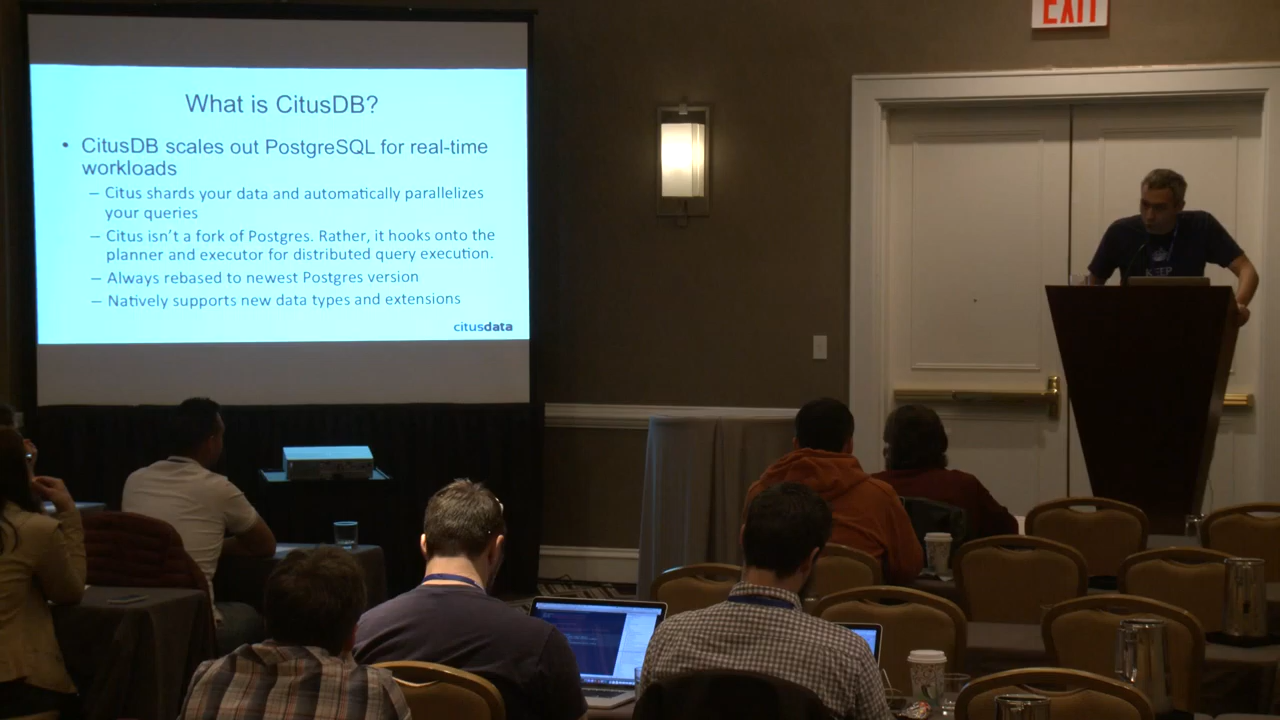 EXIT
What is CitusDB?
• CitusDB scales out PostgreSQL for real-time
workloads
– Citus shards your data and automatically parallelizes
your queries
– Citus isn't a fork of Postgres. Rather, it hooks onto the
planner and executor for distributed query execution.
– Always rebased to newest Postgres version
– Natively supports new data types and extensions
citusdata
KEEP